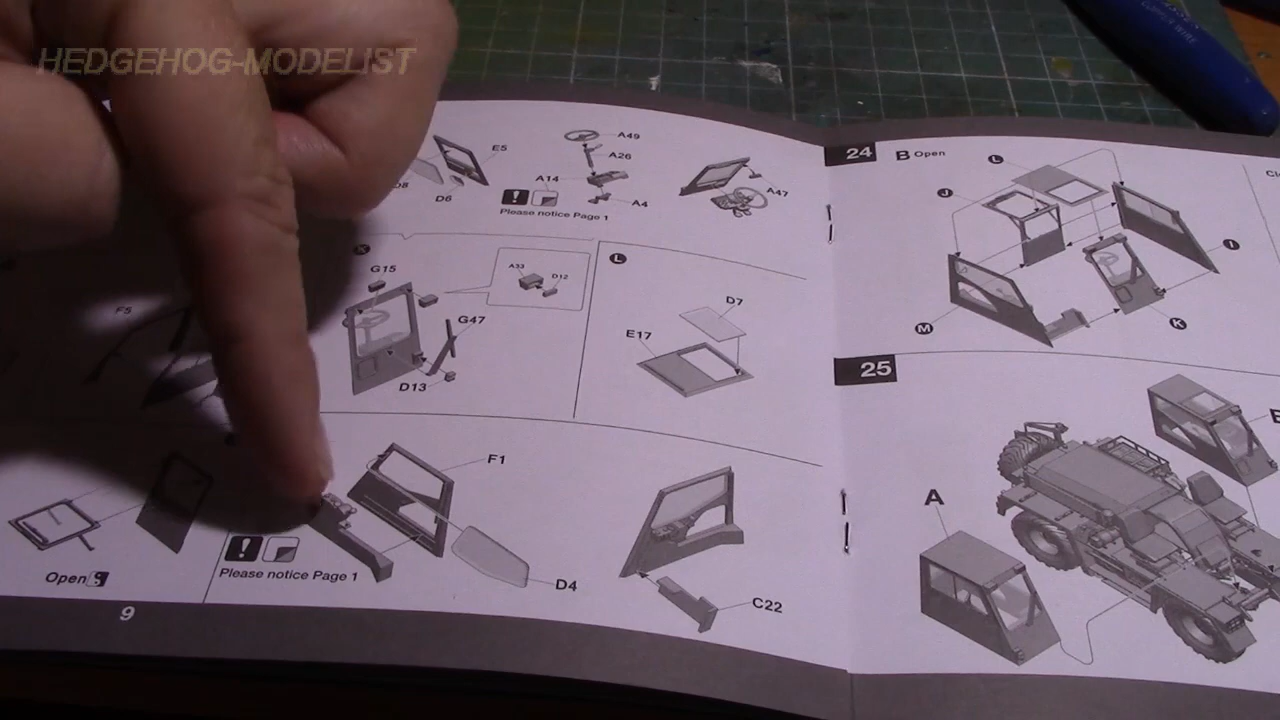 HEDGEHOG-MODELIST
E5
D8
D6
A49
A26
A14
A4
Please notice Page 1
A47
K
G15
A33
D12
G47
D13
F5
L
D7
E17
F1
D4
C22
Open
Please notice Page 1
9
24
B Open
L
J
I
M
K
25
A